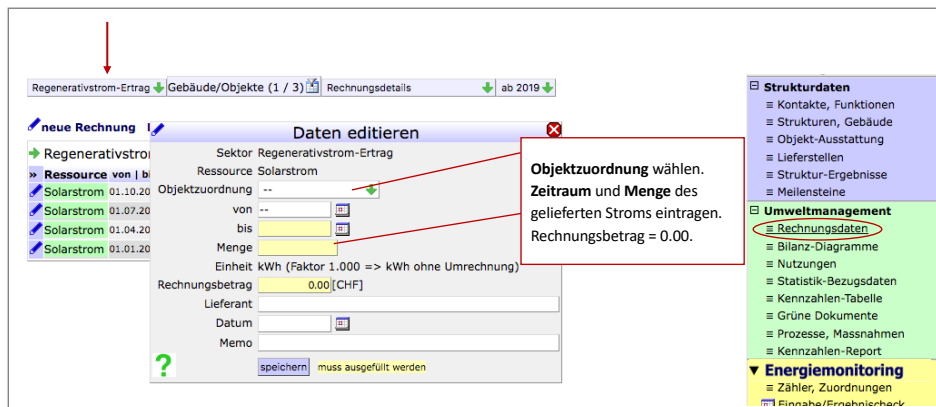 Regenerativstrom-Ertrag Gebäude/Objekte (1 / 3) Rechnungsdetails ab 2019
neue Rechnung
Daten editieren
Regenerativstro
» Ressource von | bi
Solarstrom 01.10.20
Solarstrom 01.07.20
Solarstrom 01.04.20
Solarstrom 01.01.20
Sektor Regenerativstrom-Ertrag
Ressource Solarstrom
Objektzuordnung --
von --
bis
Menge
Einheit kWh (Faktor 1.000 => kWh ohne Umrechnung)
Rechnungsbetrag 0.00 [CHF]
Lieferant
Datum
Memo
? speichern muss ausgefüllt werden
Objektzuordnung wählen.
Zeitraum und Menge des
gelieferten Stroms eintragen.
Rechnungsbetrag = 0.00.
Strukturdaten
≡ Kontakte, Funktionen
≡ Strukturen, Gebäude
≡ Objekt-Ausstattung
≡ Lieferstellen
≡ Struktur-Ergebnisse
≡ Meilensteine
Umweltmanagement
≡ Rechnungsdaten
≡ Bilanz-Diagramme
≡ Nutzungen
≡ Statistik-Bezugsdaten
≡ Kennzahlen-Tabelle
≡ Grüne Dokumente
≡ Prozesse, Massnahmen
≡ Kennzahlen-Report
▼ Energiemonitoring
≡ Zähler, Zuordnungen
Eingabe/Ergebnischeck